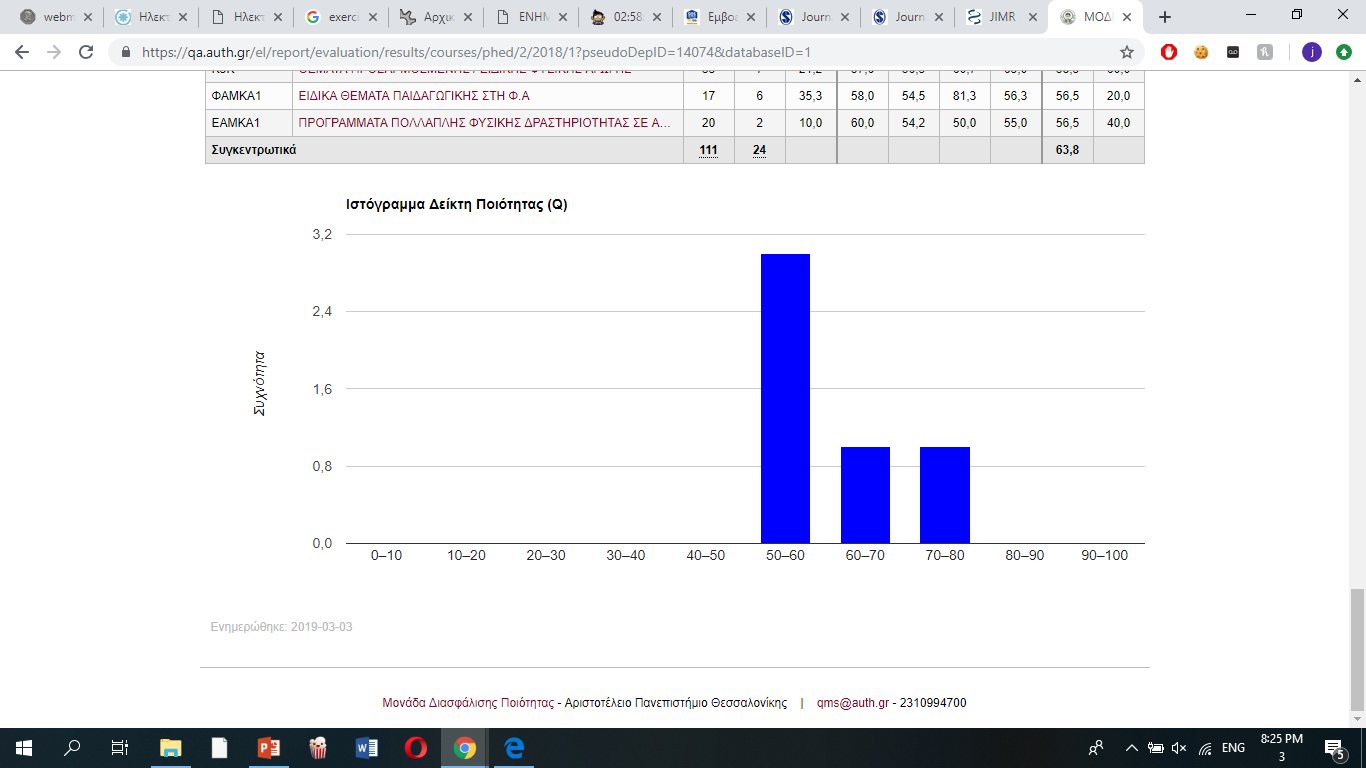 webm
Ηλεκτ
Ηλεκτ
exerci
Αρχικ
ΕΝΗΜ
02:58
Εμβοε
Journ
Journ
JIMR
ΜΟΔΙ
https://qa.auth.gr/el/report/evaluation/results/courses/phed/2/2018/1?pseudoDepID=14074&databaseID=1
ΦΑΜΚΑ1 ΕΙΔΙΚΑ ΘΕΜΑΤΑ ΠΑΙΔΑΓΩΓΙΚΗΣ ΣΤΗ Φ.Α 17 6 35,3 58,0 54,5 81,3 56,3 56,5 20,0
ΕΑΜΚΑ1 ΠΡΟΓΡΑΜΜΑΤΑ ΠΟΛΛΑΠΛΗΣ ΦΥΣΙΚΗΣ ΔΡΑΣΤΗΡΙΟΤΗΤΑΣ ΣΕ Α... 20 2 10,0 60,0 54,2 50,0 55,0 56,5 40,0
Συγκεντρωτικά 111 24 63,8
Ιστόγραμμα Δείκτη Ποιότητας (Q)
3,2
2,4
1,6
0,8
0,0
Συχνότητα
0–10 10–20 20–30 30–40 40–50 50–60 60–70 70–80 80–90 90–100
Ενημερώθηκε: 2019-03-03
Μονάδα Διασφάλισης Ποιότητας - Αριστοτέλειο Πανεπιστήμιο Θεσσαλονίκης | qms@auth.gr - 2310994700
ENG
8:25 PM
3
5